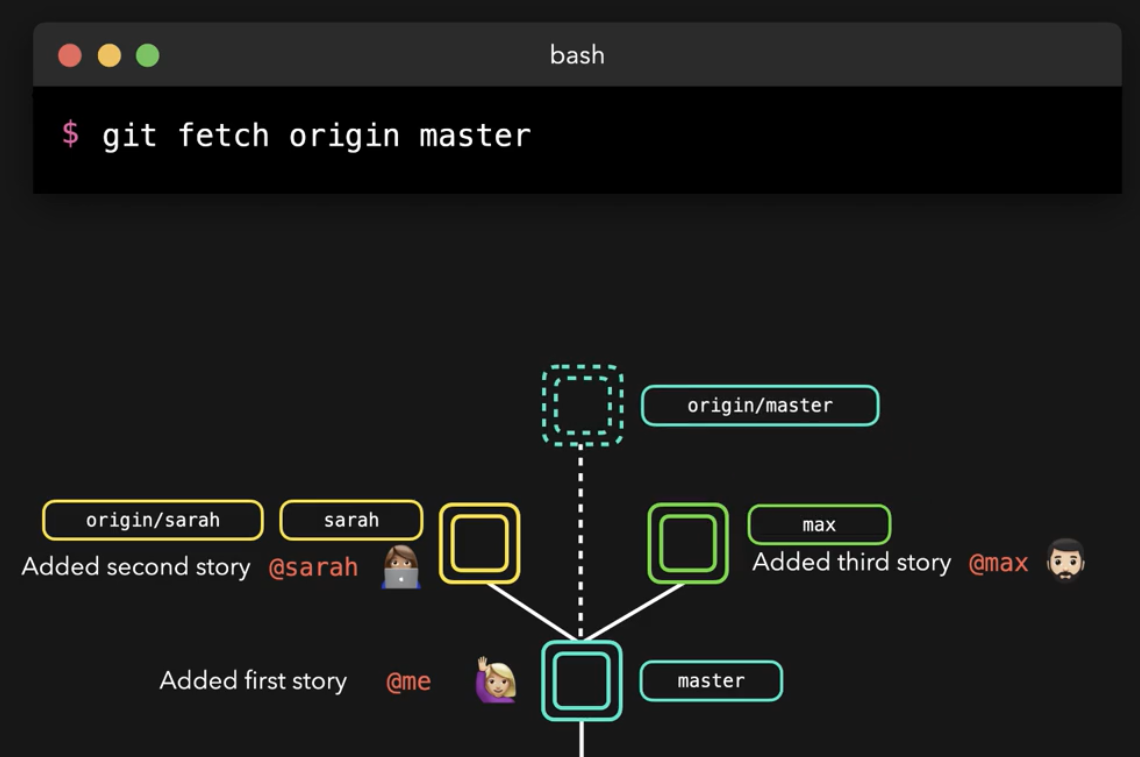 bash
$ git fetch origin master
origin/master
origin/sarah
sarah
max
Added second story @sarah
Added third story @max
Added first story @me
master